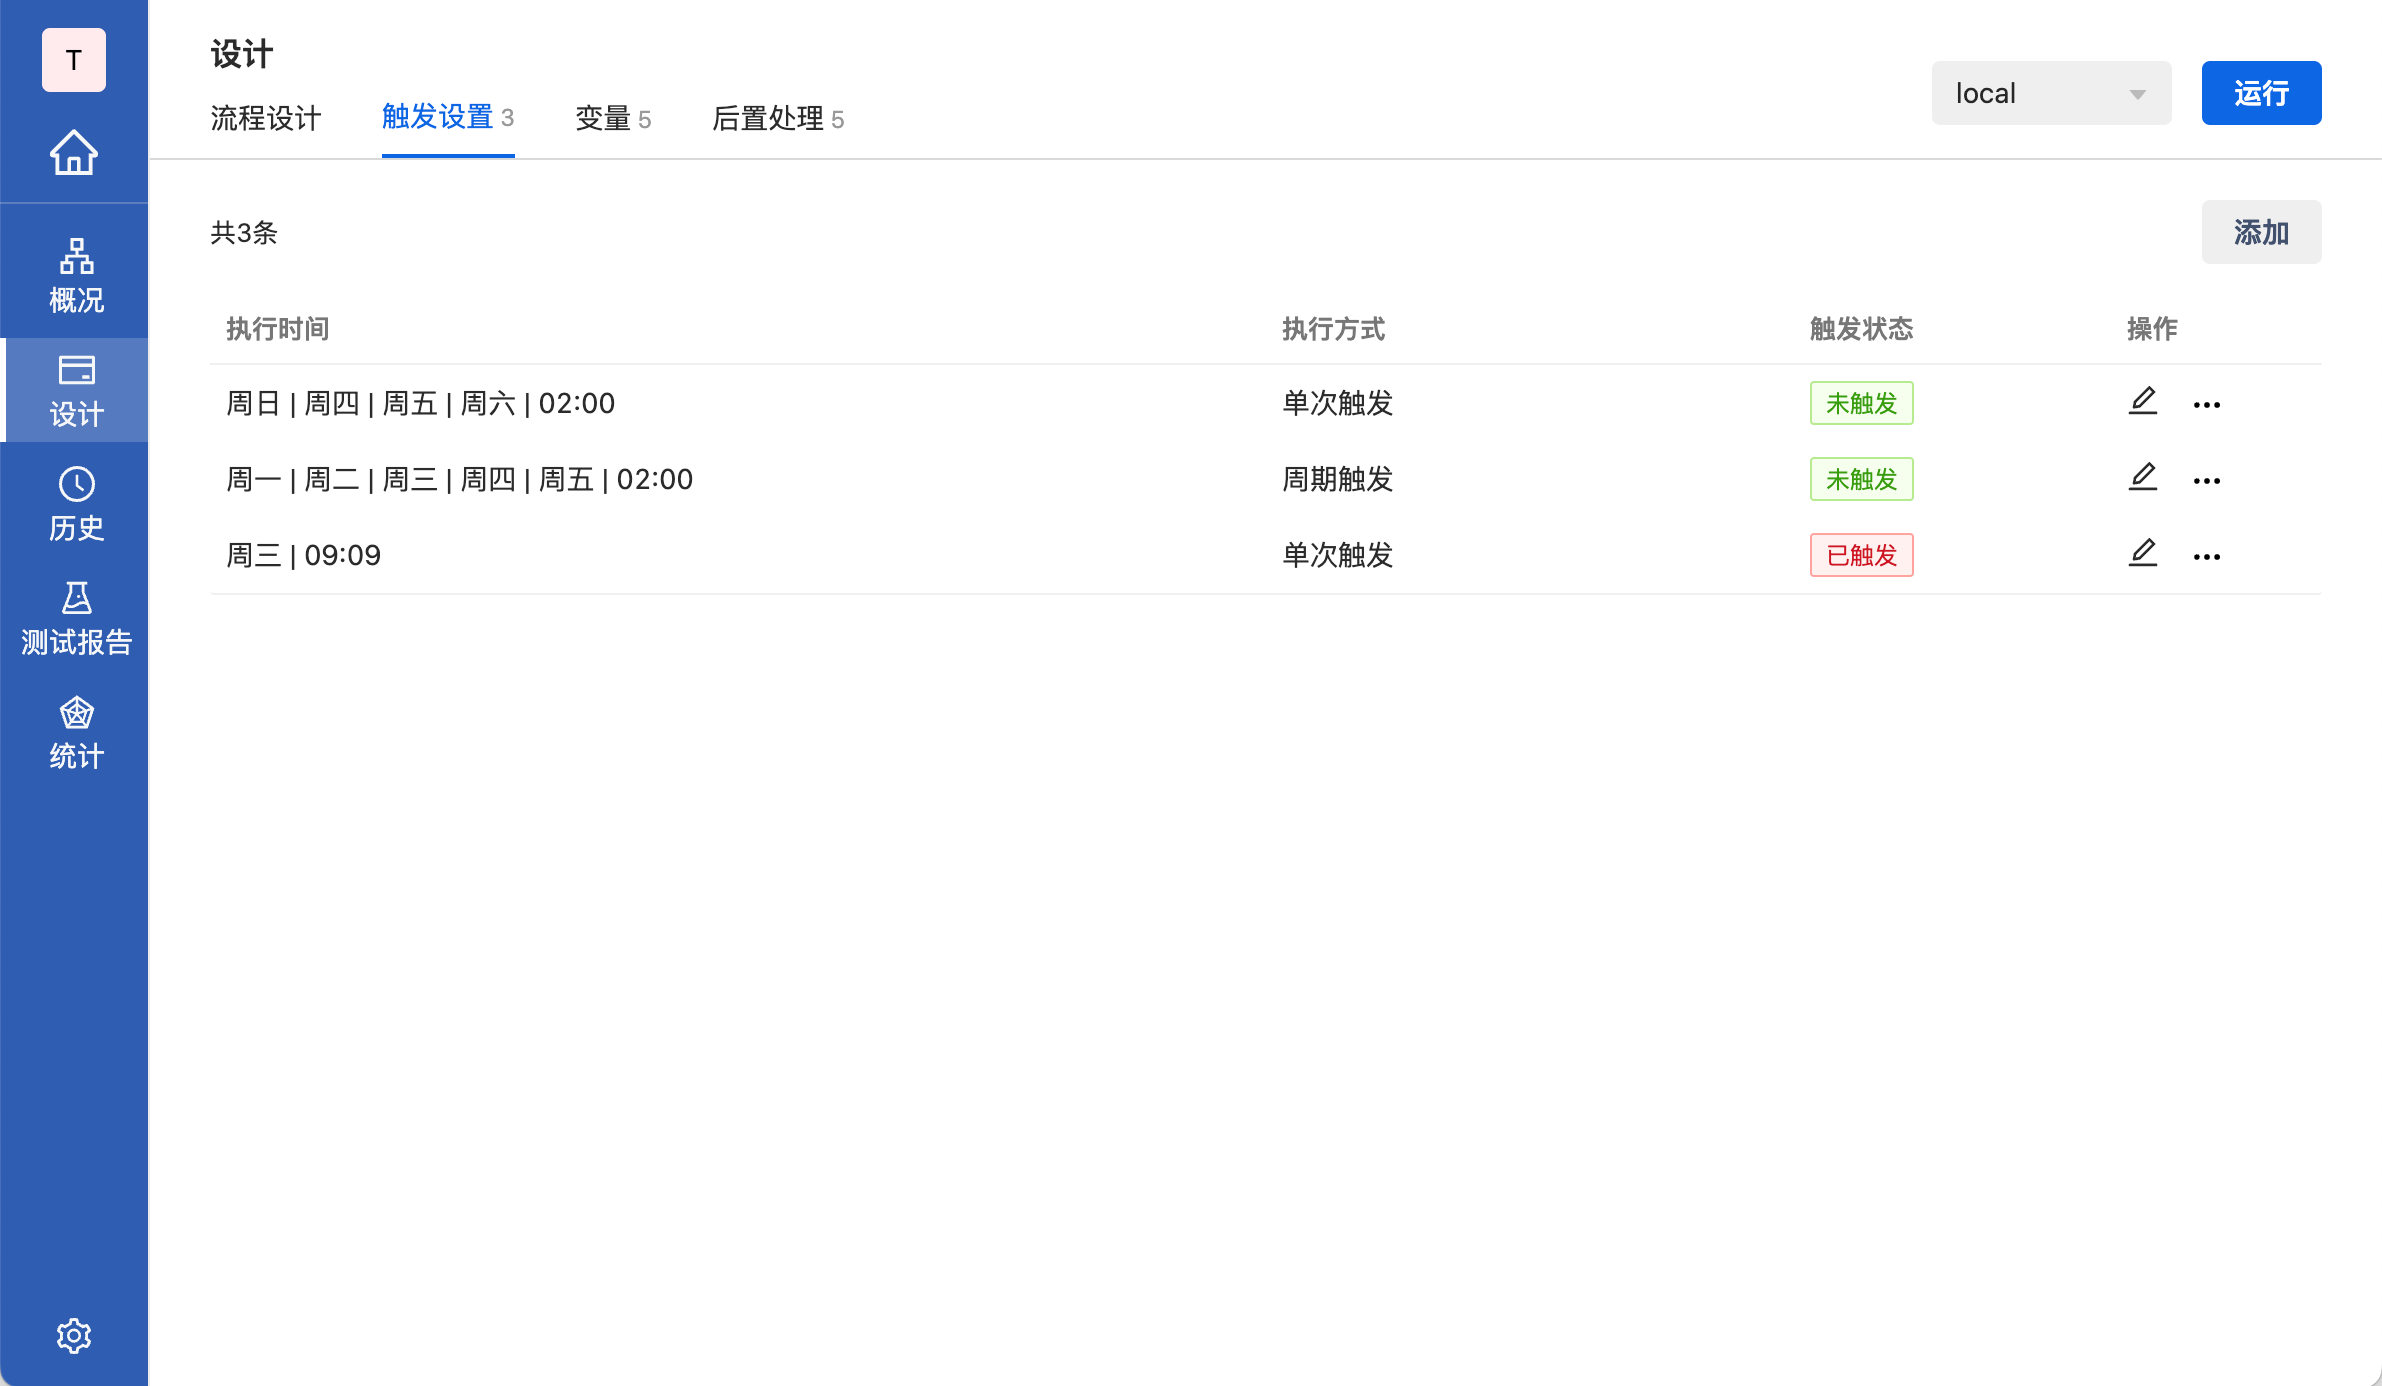 T
设计
流程设计 触发设置 3 变量 5 后置处理 5
local 运行
概况
设计
历史
测试报告
统计
共3条 添加
执行时间 执行方式 触发状态 操作
周日 | 周四 | 周五 | 周六 | 02:00 单次触发 未触发
周一 | 周二 | 周三 | 周四 | 周五 | 02:00 周期触发 未触发
周三 | 09:09 单次触发 已触发